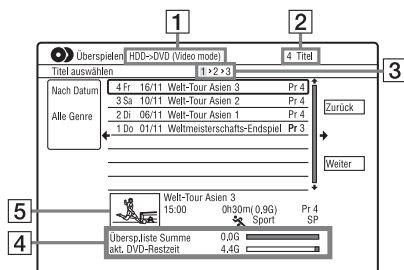 1
2
Überspielen HDD->DVD (Video mode) 4 Titel
Titel auswählen 1 › 2 › 3
3
Nach Datum
Alle Genre
4 Fr 16/11 Welt-Tour Asien 3 Pr 4
3 Sa 10/11 Welt-Tour Asien 2 Pr 4
2 Di 06/11 Welt-Tour Asien 1 Pr 4
1 Do 01/11 Weltmeisterschafts-Endspiel Pr 3
Zurück
Weiter
5
Welt-Tour Asien 3
15:00 0h30m(0,9G) Pr 4
Sport SP
4
Übersp.liste Summe 0,0G
akt. DVD-Restzeit 4,4G